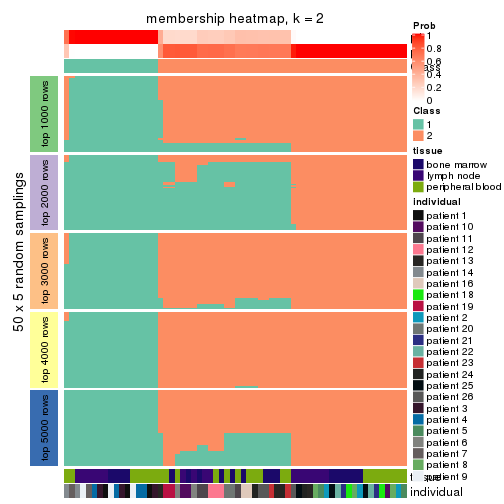 membership heatmap, k = 2
50 x 5 random samplings
top 1000 rows
top 2000 rows
top 3000 rows
top 4000 rows
top 5000 rows
Prob
1
0.8
0.6
0.4
0.2
0
Class
1
2
tissue
bone marrow
lymph node
peripheral blood
individual
patient 1
patient 10
patient 11
patient 12
patient 13
patient 14
patient 16
patient 18
patient 19
patient 2
patient 20
patient 21
patient 22
patient 23
patient 24
patient 25
patient 26
patient 3
patient 4
patient 5
patient 6
patient 7
patient 8
patient 9
individual